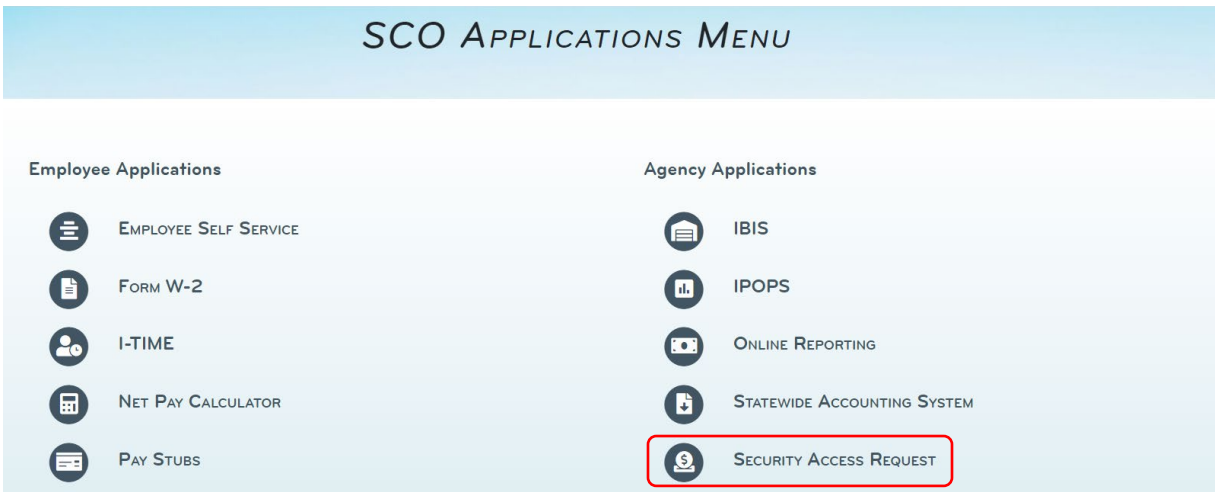 SCO Applications Menu
Employee Applications
Employee Self Service
Form W-2
I-TIME
Net Pay Calculator
Pay Stubs
Agency Applications
IBIS
IPOPS
Online Reporting
Statewide Accounting System
Security Access Request